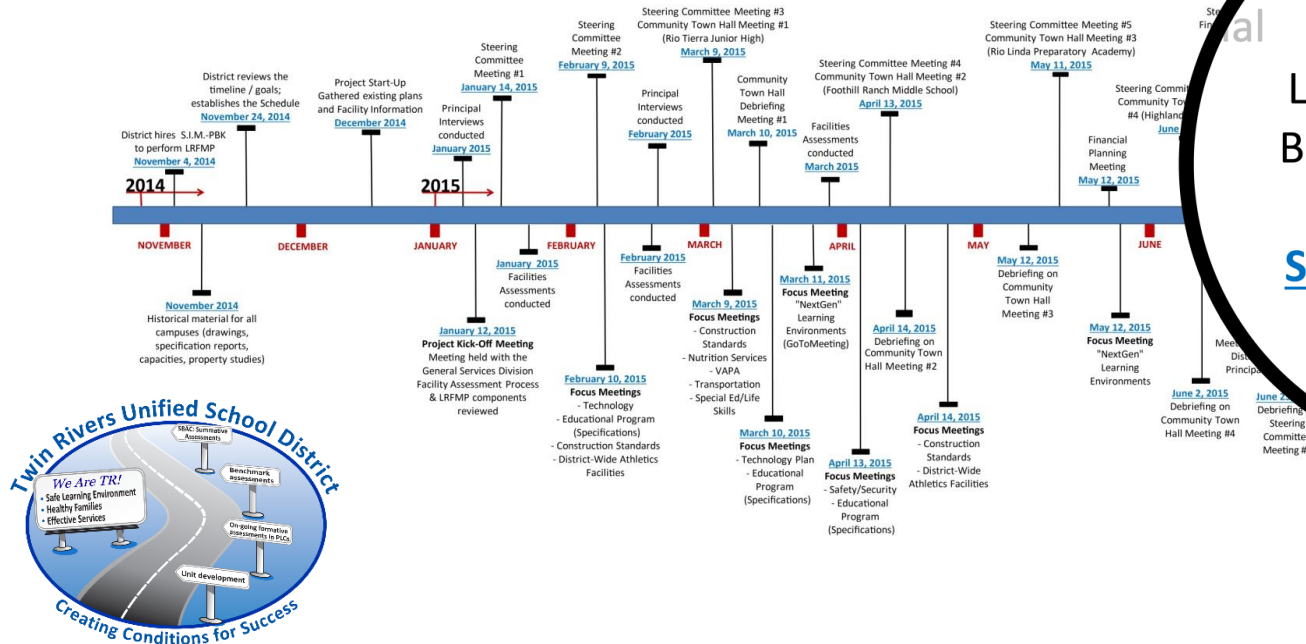 Steering
Committee
Meeting #2
February 9, 2015
Steering Committee Meeting #3
Community Town Hall Meeting #1
(Rio Tierra Junior High)
March 9, 2015
Steering Committee Meeting #5
Community Town Hall Meeting #3
(Rio Linda Preparatory Academy)
May 11, 2015
Steering
Committee
Meeting #1
January 14, 2015
Steering Committee Meeting #4
Community Town Hall Meeting #2
(Foothill Ranch Middle School)
April 13, 2015
District reviews the
timeline / goals;
establishes the Schedule
November 24, 2014
Project Start-Up
Gathered existing plans
and Facility Information
December 2014
Principal
Interviews
conducted
January 2015
Principal
Interviews
conducted
February 2015
Community
Town Hall
Debriefing
Meeting #1
March 10, 2015
Facilities
Assessments
conducted
March 2015
District hires S.I.M.-PBK
to perform LRFMP
November 4, 2014
Financial
Planning
Meeting
May 12, 2015
#4
June
L
B
S
2014
2015
NOVEMBER
DECEMBER
JANUARY
FEBRUARY
MARCH
APRIL
MAY
JUNE
November 2014
Historical material for all
campuses (drawings,
specification reports,
capacities, property studies)
January 12, 2015
Project Kick-Off Meeting
Meeting held with the
General Services Division
Facility Assessment Process
& LRFMP components
reviewed
January 2015
Facilities
Assessments
conducted
February 10, 2015
Focus Meetings
- Technology
- Educational Program
(Specifications)
- Construction Standards
- District-Wide Athletics
Facilities
February 2015
Facilities
Assessments
conducted
March 9, 2015
Focus Meetings
- Construction
Standards
- Nutrition Services
- VAPA
- Transportation
- Special Ed/Life
Skills
March 10, 2015
Focus Meetings
- Technology Plan
- Educational
Program
(Specifications)
March 11, 2015
Focus Meeting
"NextGen"
Learning
Environments
(GoToMeeting)
April 13, 2015
Focus Meetings
- Safety/Security
- Educational
Program
(Specifications)
April 14, 2015
Debriefing on
Community Town
Hall Meeting #2
April 14, 2015
Focus Meetings
- Construction
Standards
- District-Wide
Athletics Facilities
May 12, 2015
Debriefing on
Community
Town Hall
Meeting #3
May 12, 2015
Focus Meeting
"NextGen"
Learning
Environments
June 2, 2015
Debriefing on
Community Town
Hall Meeting #4
Steering
Twin Rivers Unified School District
SBAC: Summative
Assessments
We Are TR!
• Safe Learning Environment
• Healthy Families
• Effective Services
Benchmark
assessments
On-going formative
assessments in PLCs
Unit development
Creating Conditions for Success